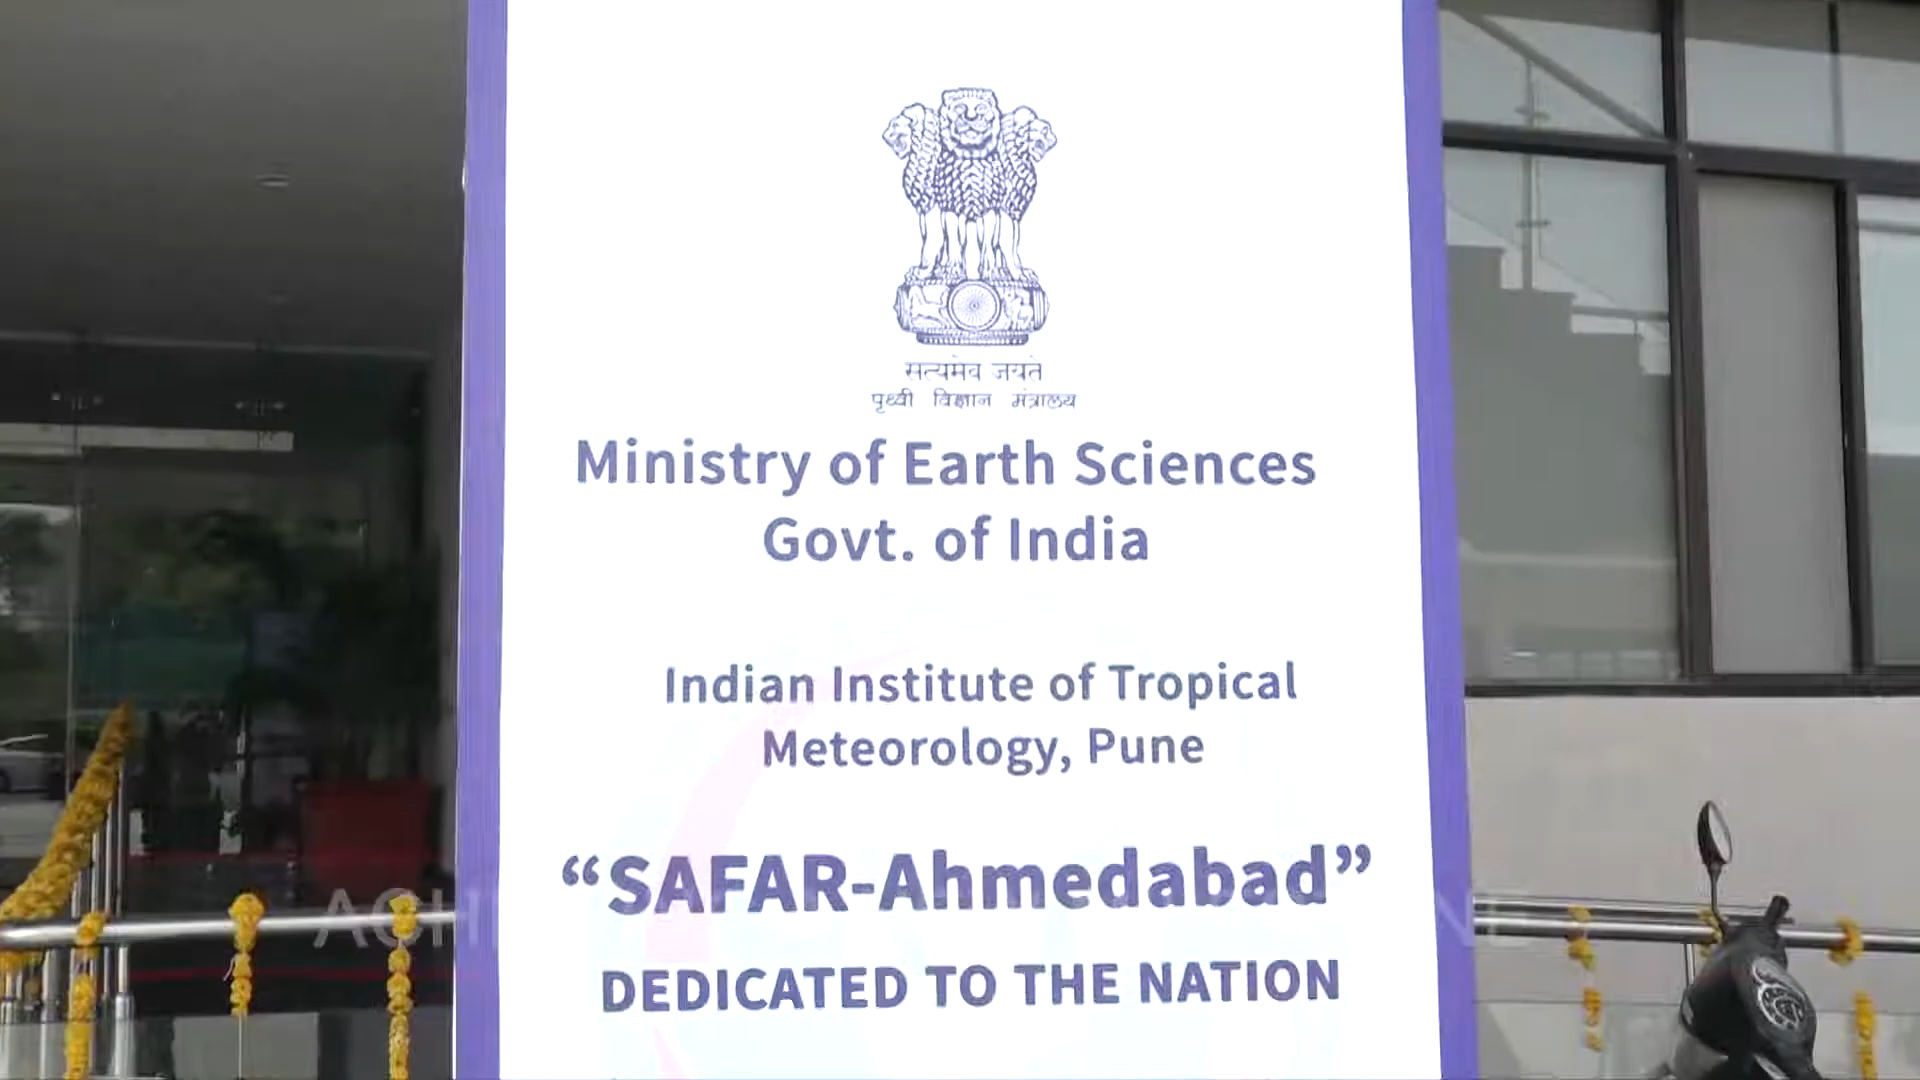 सत्यमेव जयते
पृथ्वी विज्ञान मंत्रालय
Ministry of Earth Sciences
Govt. of India
Indian Institute of Tropical
Meteorology, Pune
“SAFAR-Ahmedabad”
DEDICATED TO THE NATION